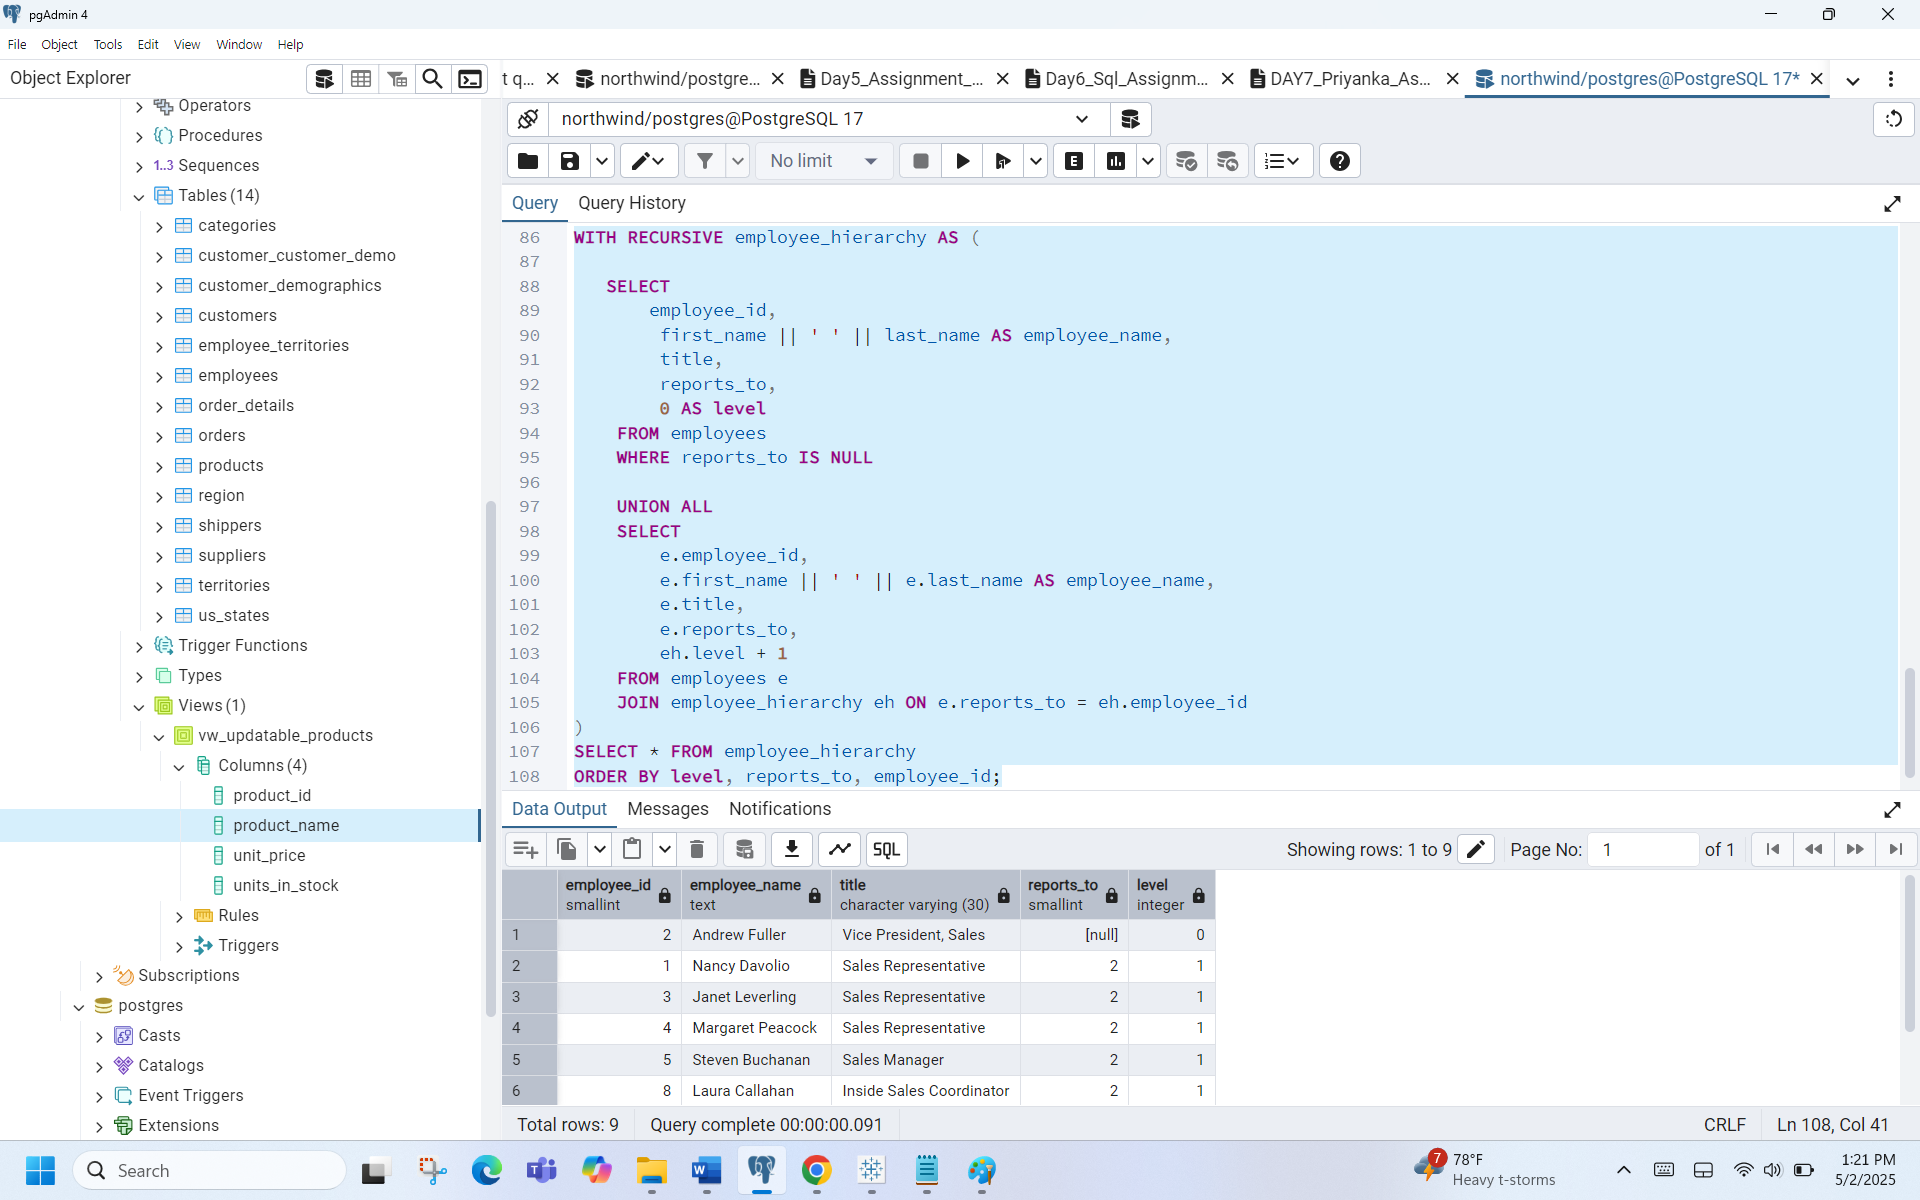 pgAdmin 4
File Object Tools Edit View Window Help
Object Explorer
t q... northwind/postgre... Day5_Assignment_... Day6_Sql_Assignm... DAY7_Priyanka_As... northwind/postgres@PostgreSQL 17*
northwind/postgres@PostgreSQL 17
No limit
E
Query Query History
Operators
Procedures
1..3 Sequences
Tables (14)
categories
customer_customer_demo
customer_demographics
customers
employee_territories
employees
order_details
orders
products
region
shippers
suppliers
territories
us_states
Trigger Functions
Types
Views (1)
vw_updatable_products
Columns (4)
product_id
product_name
unit_price
units_in_stock
Rules
Triggers
Subscriptions
postgres
Casts
Catalogs
Event Triggers
Extensions
86 WITH RECURSIVE employee_hierarchy AS (
87
88 SELECT
89 employee_id,
90 first_name || ' ' || last_name AS employee_name,
91 title,
92 reports_to,
93 0 AS level
94 FROM employees
95 WHERE reports_to IS NULL
96
97 UNION ALL
98 SELECT
99 e.employee_id,
100 e.first_name || ' ' || e.last_name AS employee_name,
101 e.title,
102 e.reports_to,
103 eh.level + 1
104 FROM employees e
105 JOIN employee_hierarchy eh ON e.reports_to = eh.employee_id
106 )
107 SELECT * FROM employee_hierarchy
108 ORDER BY level, reports_to, employee_id;
Data Output Messages Notifications
SQL Showing rows: 1 to 9 Page No: 1 of 1
employee_id employee_name title reports_to level
smallint text character varying (30) smallint integer
1 2 Andrew Fuller Vice President, Sales [null] 0
2 1 Nancy Davolio Sales Representative 2 1
3 3 Janet Leverling Sales Representative 2 1
4 4 Margaret Peacock Sales Representative 2 1
5 5 Steven Buchanan Sales Manager 2 1
6 8 Laura Callahan Inside Sales Coordinator 2 1
Total rows: 9 Query complete 00:00:00.091 CRLF Ln 108, Col 41
Search
7
78°F
Heavy t-storms
1:21 PM
5/2/2025